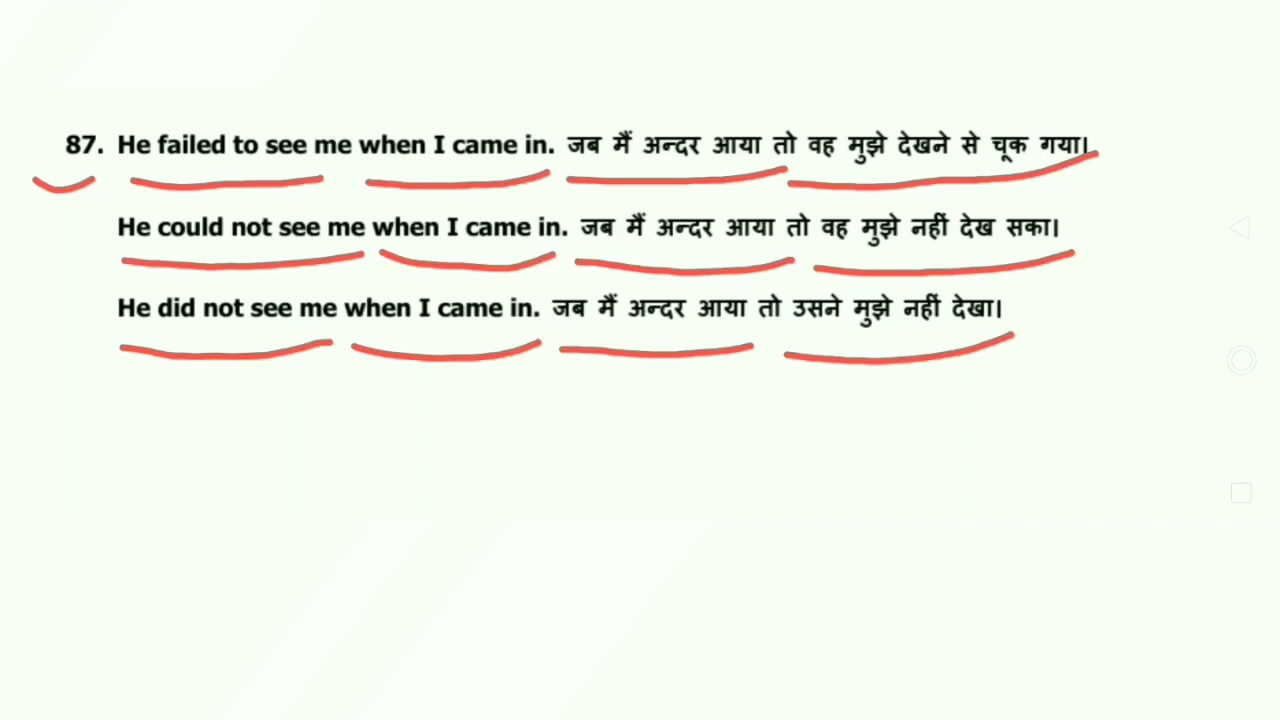 87. He failed to see me when I came in. जब मैं अन्दर आया तो वह मुझे देखने से चूक गया।
He could not see me when I came in. जब मैं अन्दर आया तो वह मुझे नहीं देख सका।
He did not see me when I came in. जब मैं अन्दर आया तो उसने मुझे नहीं देखा।